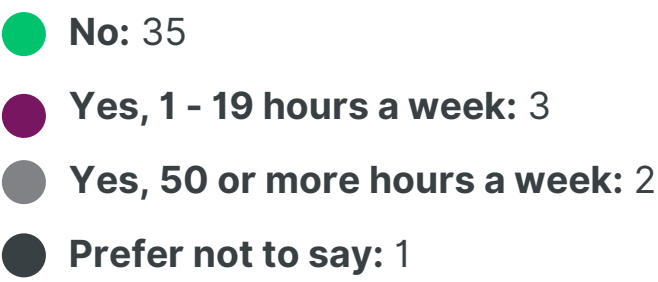 No: 35
Yes, 1 - 19 hours a week: 3
Yes, 50 or more hours a week: 2
Prefer not to say: 1